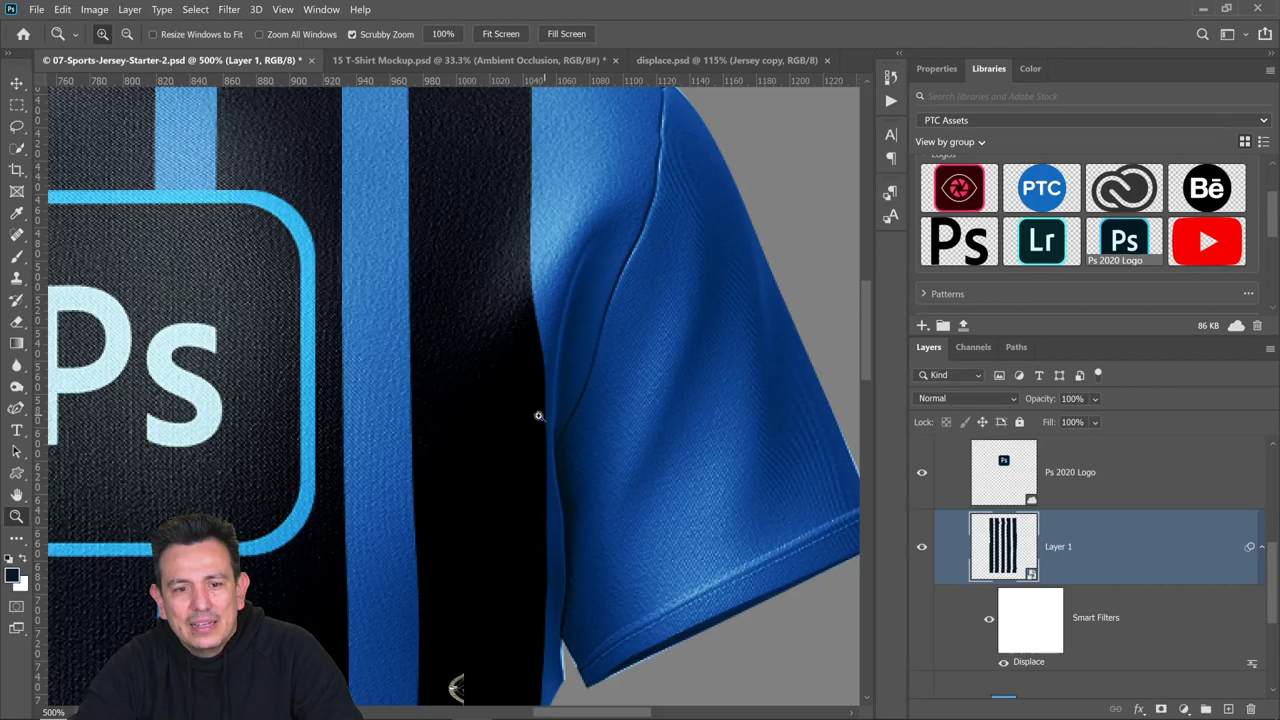 Ps File Edit Image Layer Type Select Filter 3D View Window Help
Resize Windows to Fit Zoom All Windows Scrubby Zoom 100% Fit Screen Fill Screen
© 07-Sports-Jersey-Starter-2.psd @ 500% (Layer 1, RGB/8) * × 15 T-Shirt Mockup.psd @ 33.3% (Ambient Occlusion, RGB/8#) * × displace.psd @ 115% (Jersey copy, RGB/8) ×
760 780 800 820 840 860 880 900 920 940 960 980 1000 1020 1040 1060 1080 1100 1120 1140 1160 1180 1200 1220
Properties Libraries Color
Search libraries and Adobe Stock
PTC Assets
View by group
Logos
PTC Bē
Ps Lr Ps
Ps 2020 Logo
Patterns
86 KB
Layers Channels Paths
Kind
Normal Opacity: 100%
Lock: Fill: 100%
Ps Ps 2020 Logo
Layer 1
Smart Filters
Displace
Ps
500%